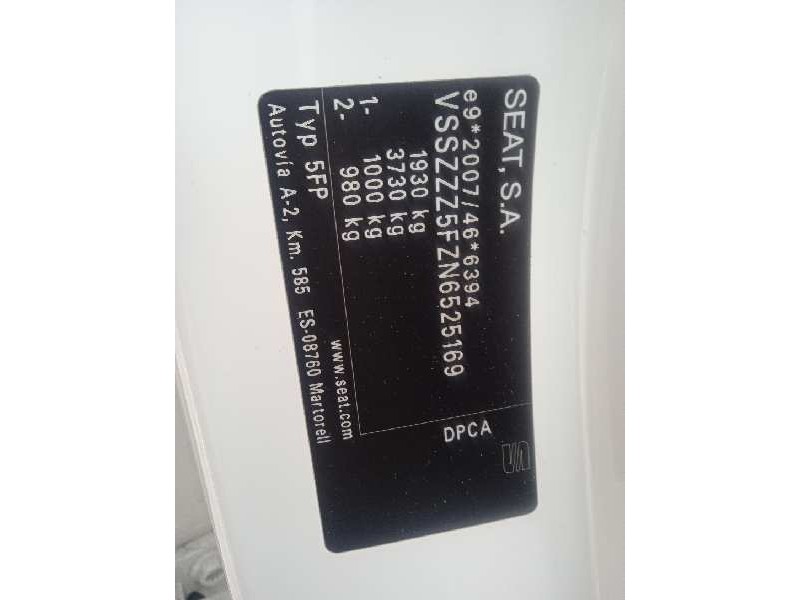 SEAT, S.A.
e9*2007/46*6394
VSSZZZ5FZN6525169
1930 kg
3730 kg
1- 1000 kg
2- 980 kg
DPCA
Typ 5FP
www.seat.com
Autovía A-2, Km. 585 ES-08760 Martorell